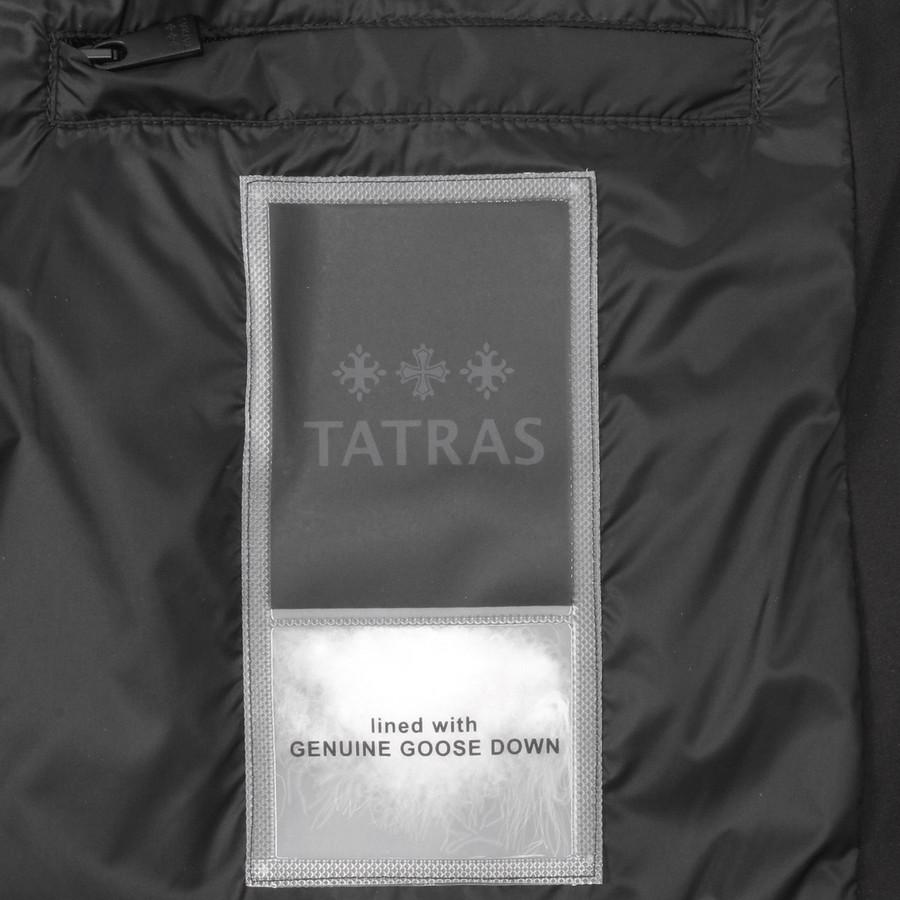 TATRAS
lined with
GENUINE GOOSE DOWN